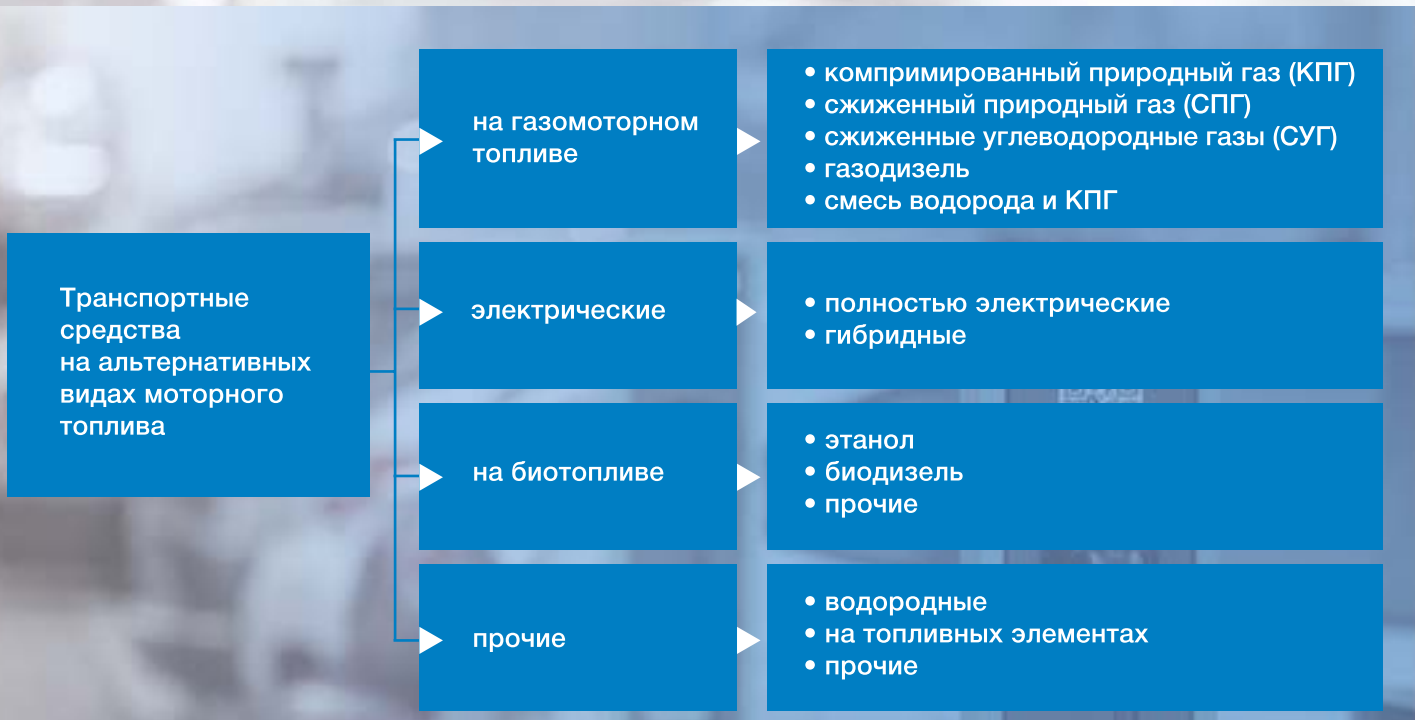 Транспортные
средства
на альтернативных
видах моторного
топлива
на газомоторном
топливе
• компримированный природный газ (КПГ)
• сжиженный природный газ (СПГ)
• сжиженные углеводородные газы (СУГ)
• газодизель
• смесь водорода и КПГ
электрические
• полностью электрические
• гибридные
на биотопливе
• этанол
• биодизель
• прочие
прочие
• водородные
• на топливных элементах
• прочие